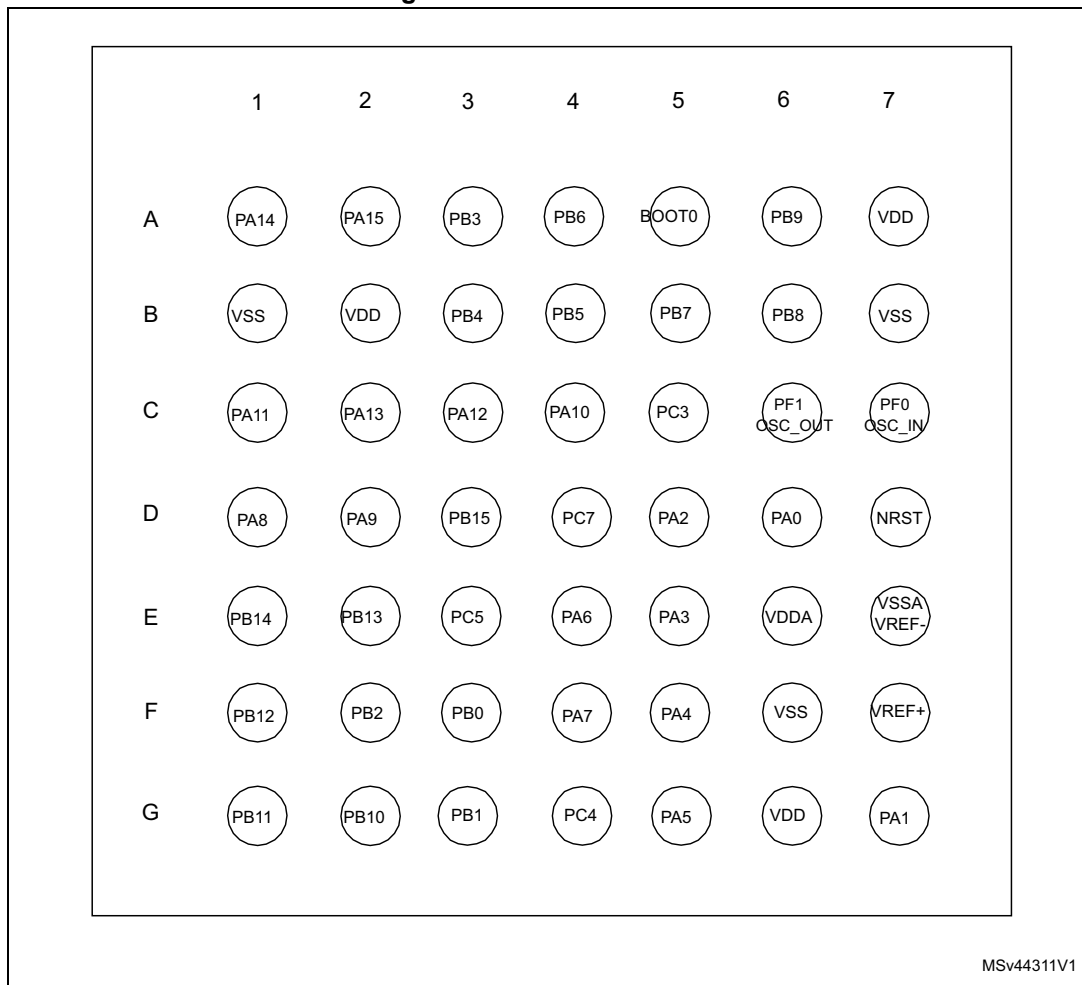 1 2 3 4 5 6 7
A PA14 PA15 PB3 PB6 BOOT0 PB9 VDD
B VSS VDD PB4 PB5 PB7 PB8 VSS
C PA11 PA13 PA12 PA10 PC3 PF1 OSC_OUT PF0 OSC_IN
D PA8 PA9 PB15 PC7 PA2 PA0 NRST
E PB14 PB13 PC5 PA6 PA3 VDDA VSSA VREF-
F PB12 PB2 PB0 PA7 PA4 VSS VREF+
G PB11 PB10 PB1 PC4 PA5 VDD PA1
MSv44311V1